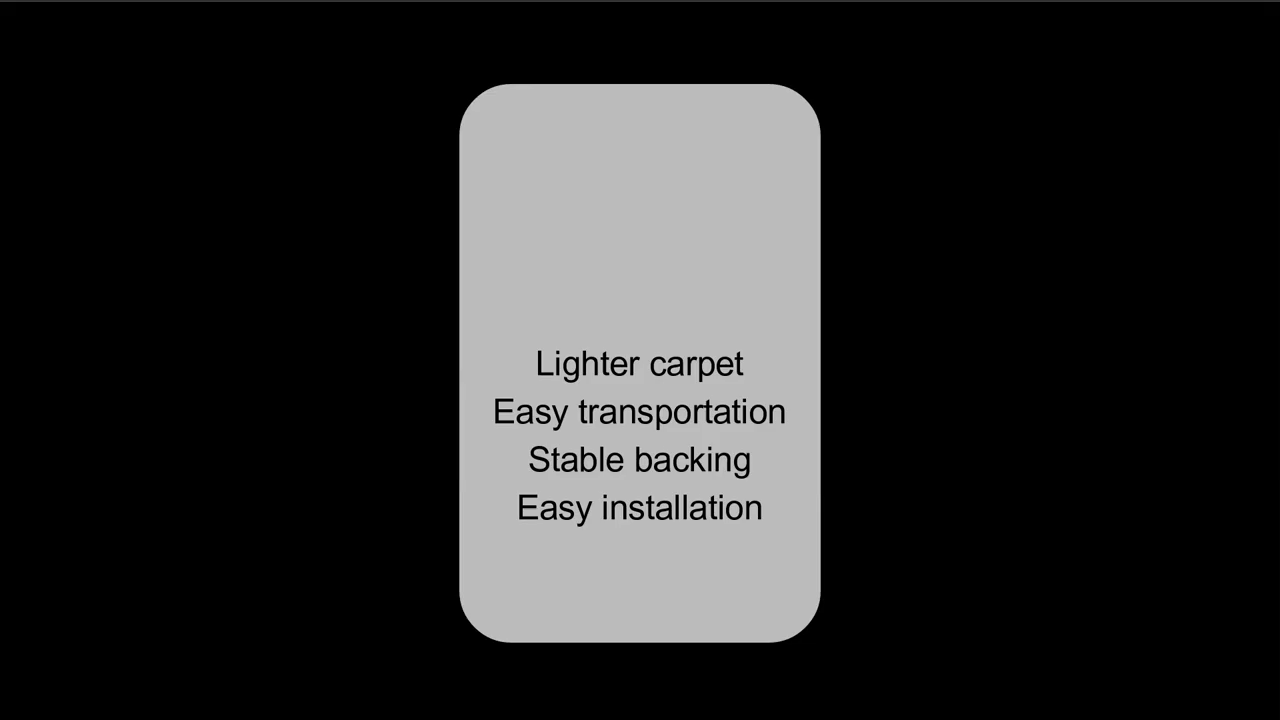 Lighter carpet
Easy transportation
Stable backing
Easy installation